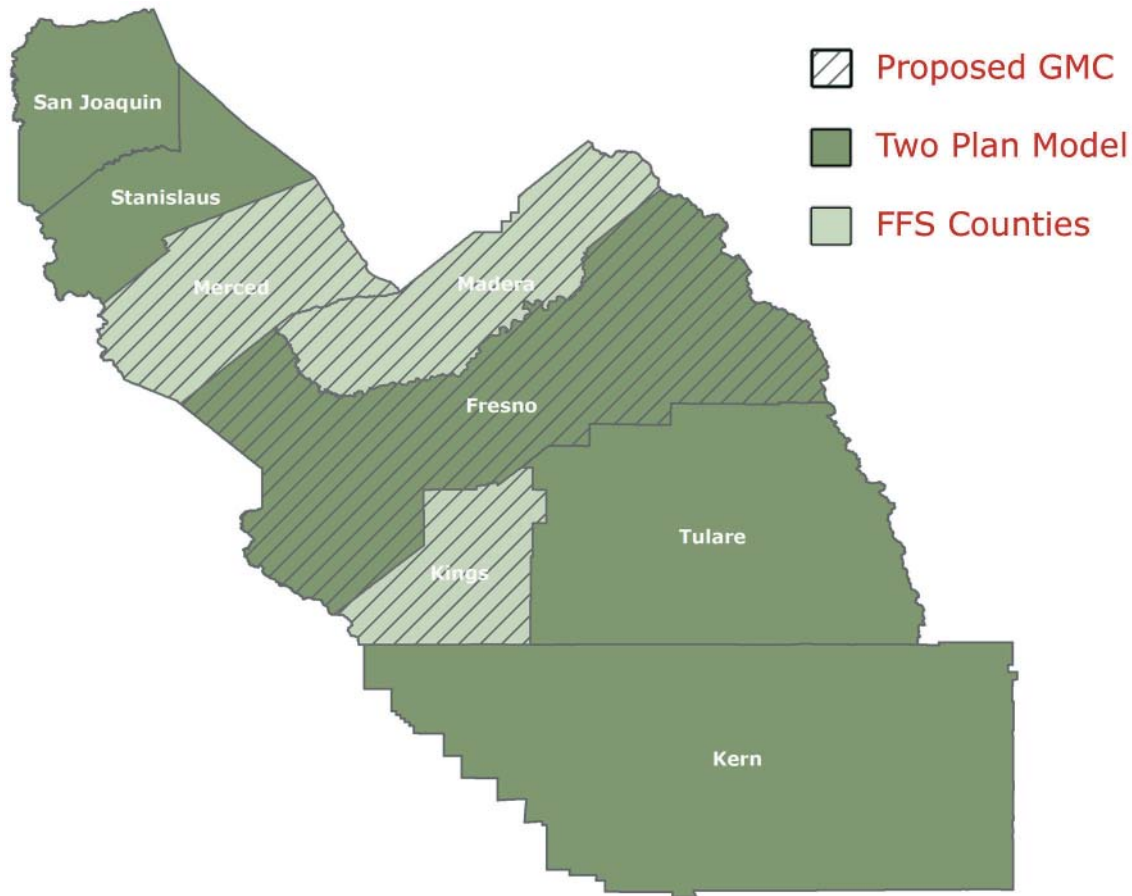 Proposed GMC
Two Plan Model
FFS Counties
San Joaquin
Stanislaus
Merced
Madera
Fresno
Kings
Tulare
Kern